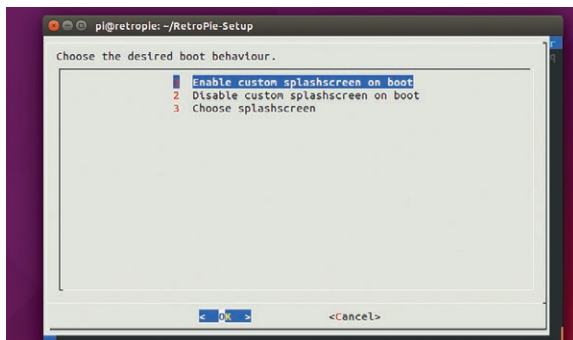 pi@retropie: ~/RetroPie-Setup
Choose the desired boot behaviour.
1 Enable custom splashscreen on boot
2 Disable custom splashscreen on boot
3 Choose splashscreen
< OK >
<Cancel>